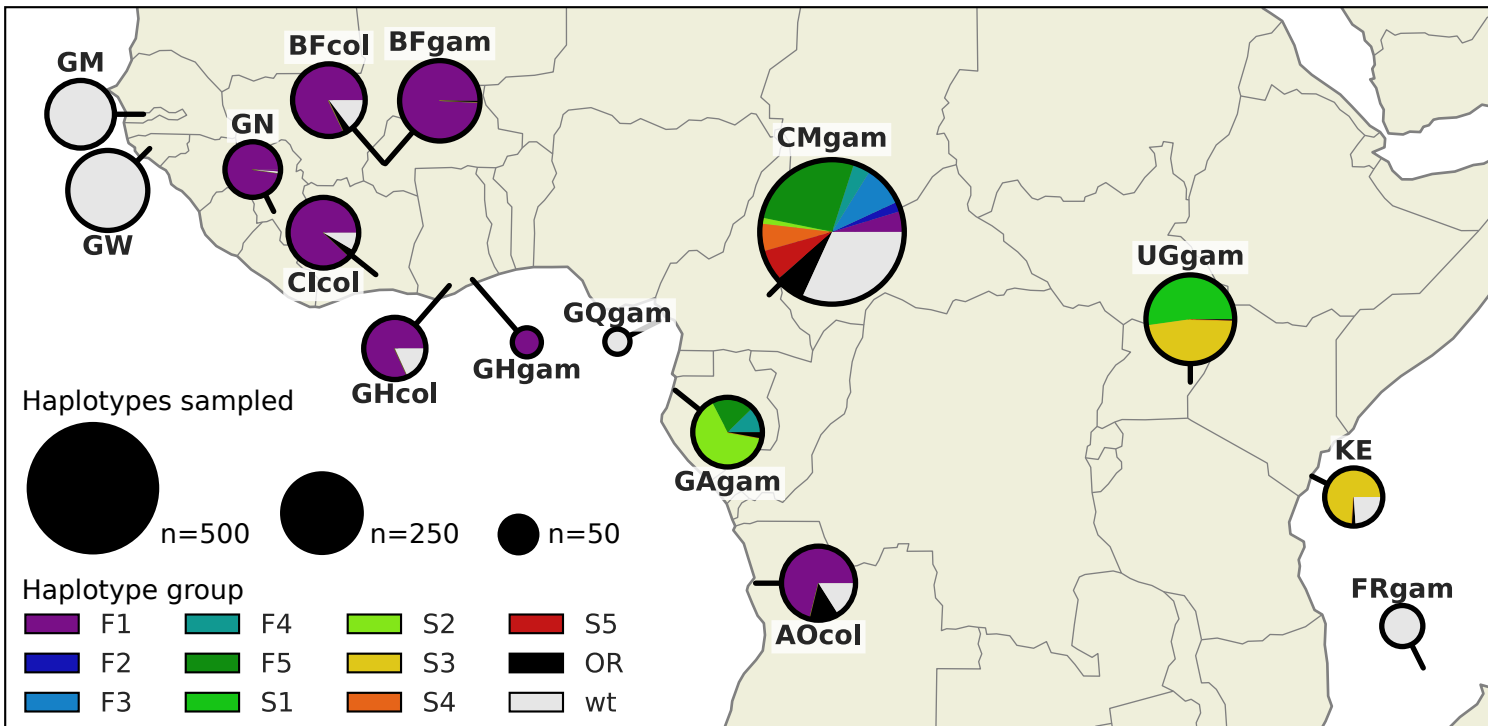 BFcol
BFgam
GM
GN
CMgam
GW
UGgam
CIcol
GQgam
GHgam
GHcol
Haplotypes sampled
GAgam
KE
n=500
n=250
n=50
Haplotype group
FRgam
AOcol
F1
F4
S2
S5
F2
F5
S3
OR
F3
S1
S4
wt